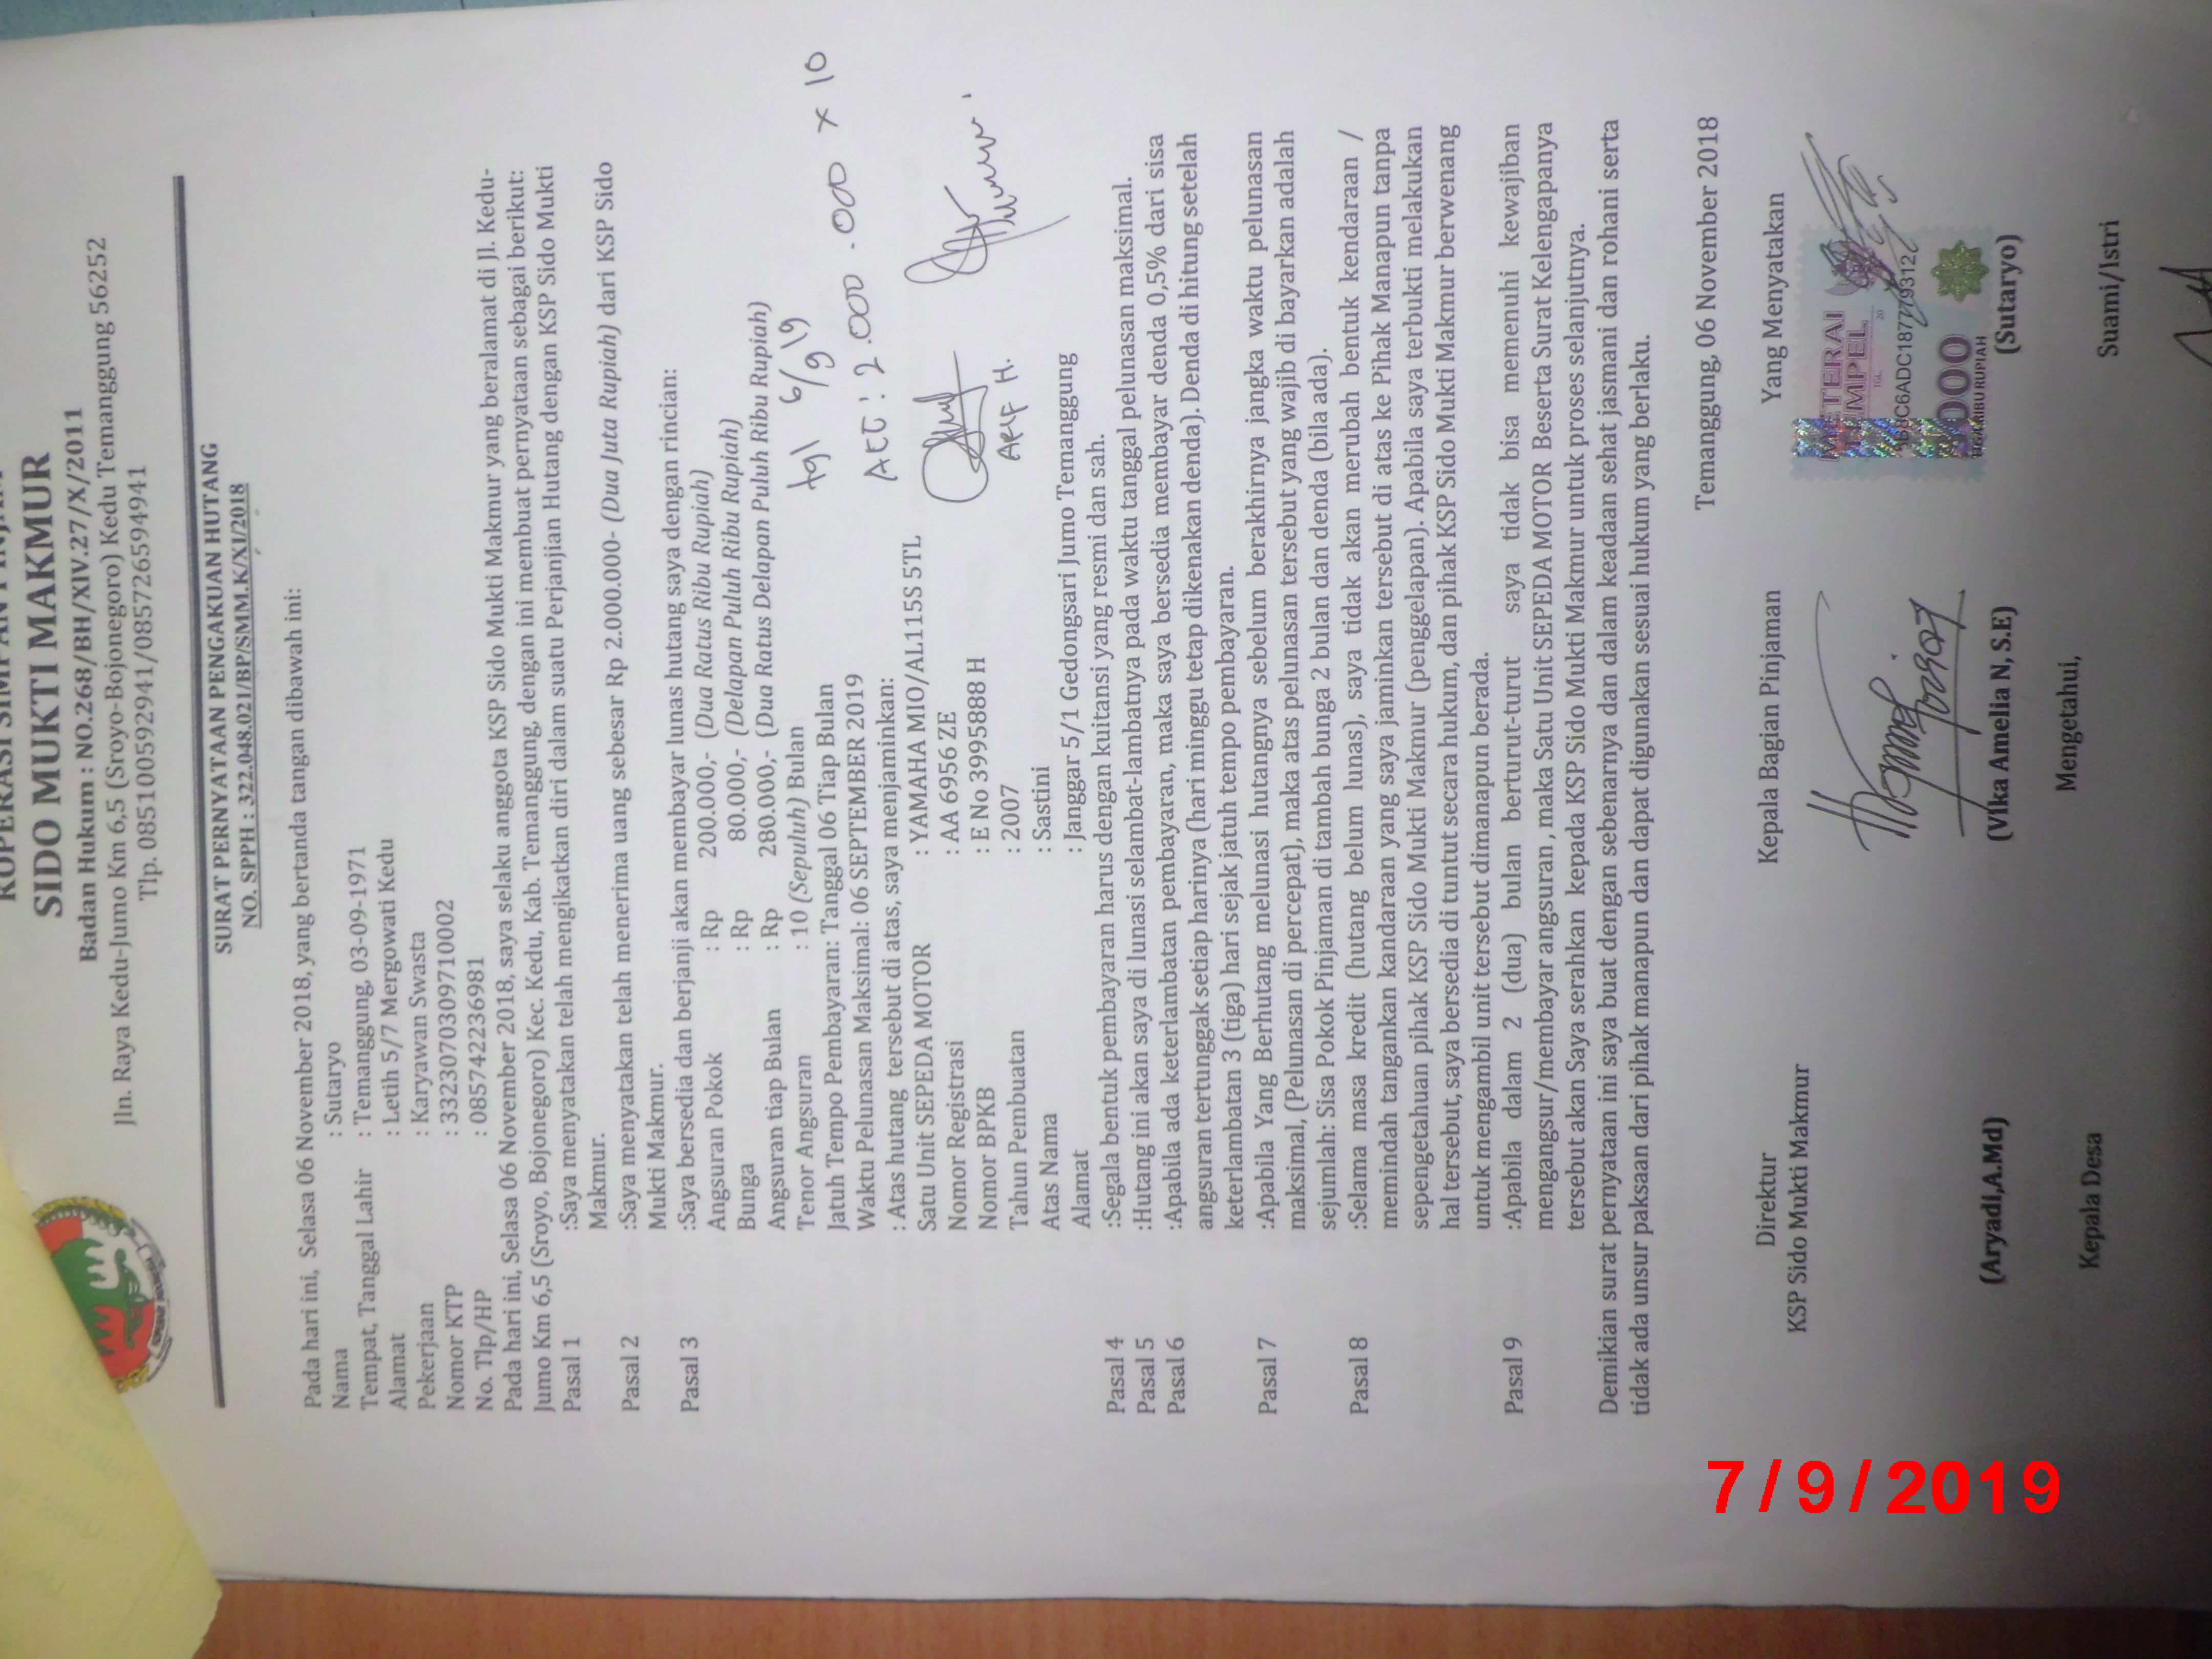 SIDO MUKTI MAKMUR
Badan Hukum : NO.268/BH/XIV.27/X/2011
Jln. Raya Kedu-Jumo Km 6,5 (Sroyo-Bojonegoro) Kedu Temanggung 56252
Tlp. 085100592941/085726594941
SURAT PERNYATAAN PENGAKUAN HUTANG
NO. SPPH : 322.048.021/BP/SMM.K/XI/2018
Pada hari ini, Selasa 06 November 2018, yang bertanda tangan dibawah ini:
Nama : Sutaryo
Tempat, Tanggal Lahir : Temanggung, 03-09-1971
Alamat : Letih 5/7 Mergowati Kedu
Pekerjaan : Karyawan Swasta
Nomor KTP : 3323070309710002
No. Tlp/HP : 085742236981
Pada hari ini, Selasa 06 November 2018, saya selaku anggota KSP Sido Mukti Makmur yang beralamat di Jl. Kedu-
Jumo Km 6,5 (Sroyo, Bojonegoro) Kec. Kedu, Kab. Temanggung, dengan ini membuat pernyataan sebagai berikut:
Pasal 1 :Saya menyatakan telah mengikatkan diri dalam suatu Perjanjian Hutang dengan KSP Sido Mukti
Makmur.
Pasal 2 :Saya menyatakan telah menerima uang sebesar Rp 2.000.000- (Dua Juta Rupiah) dari KSP Sido
Mukti Makmur.
Pasal 3 :Saya bersedia dan berjanji akan membayar lunas hutang saya dengan rincian:
Angsuran Pokok : Rp 200.000,- (Dua Ratus Ribu Rupiah)
Bunga : Rp 80.000,- (Delapan Puluh Ribu Rupiah)
Angsuran tiap Bulan : Rp 280.000,- (Dua Ratus Delapan Puluh Ribu Rupiah)
Tenor Angsuran : 10 (Sepuluh) Bulan
tgl 6/9 19
Jatuh Tempo Pembayaran: Tanggal 06 Tiap Bulan
Waktu Pelunasan Maksimal: 06 SEPTEMBER 2019
ACC : 2.000.000 x 10
: Atas hutang tersebut di atas, saya menjaminkan:
Satu Unit SEPEDA MOTOR : YAMAHA MIO/AL115S 5TL
Nomor Registrasi : AA 6956 ZE
Nomor BPKB : E No 3995888 H
Tahun Pembuatan : 2007
ARIF H.
Atas Nama : Sastini
Alamat : Janggar 5/1 Gedongsari Jumo Temanggung
Pasal 4 :Segala bentuk pembayaran harus dengan kuitansi yang resmi dan sah.
Pasal 5 :Hutang ini akan saya di lunasi selambat-lambatnya pada waktu tanggal pelunasan maksimal.
Pasal 6 :Apabila ada keterlambatan pembayaran, maka saya bersedia membayar denda 0,5% dari sisa
angsuran tertunggak setiap harinya (hari minggu tetap dikenakan denda). Denda di hitung setelah
keterlambatan 3 (tiga) hari sejak jatuh tempo pembayaran.
Pasal 7 :Apabila Yang Berhutang melunasi hutangnya sebelum berakhirnya jangka waktu pelunasan
maksimal, (Pelunasan di percepat), maka atas pelunasan tersebut yang wajib di bayarkan adalah
sejumlah: Sisa Pokok Pinjaman di tambah bunga 2 bulan dan denda (bila ada).
Pasal 8 :Selama masa kredit (hutang belum lunas), saya tidak akan merubah bentuk kendaraan /
memindah tangankan kandaraan yang saya jaminkan tersebut di atas ke Pihak Manapun tanpa
sepengetahuan pihak KSP Sido Mukti Makmur (penggelapan). Apabila saya terbukti melakukan
hal tersebut, saya bersedia di tuntut secara hukum, dan pihak KSP Sido Mukti Makmur berwenang
untuk mengambil unit tersebut dimanapun berada.
Pasal 9 :Apabila dalam 2 (dua) bulan berturut-turut saya tidak bisa memenuhi kewajiban
mengangsur/membayar angsuran , maka Satu Unit SEPEDA MOTOR Beserta Surat Kelengapanya
tersebut akan Saya serahkan kepada KSP Sido Mukti Makmur untuk proses selanjutnya.
Demikian surat pernyataan ini saya buat dengan sebenarnya dan dalam keadaan sehat jasmani dan rohani serta
tidak ada unsur paksaan dari pihak manapun dan dapat digunakan sesuai hukum yang berlaku.
Temanggung, 06 November 2018
Direktur Kepala Bagian Pinjaman Yang Menyatakan
KSP Sido Mukti Makmur
METERAI
TEMPEL
RIBU RUPIAH
(Aryadi,A.Md) (Vika Amelia N, S.E) (Sutaryo)
Mengetahui,
Kepala Desa Suami/Istri
7/9/2019